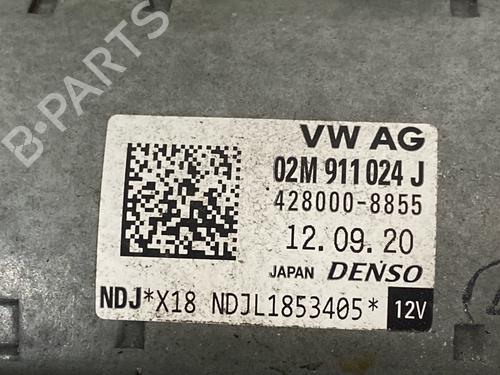 B-PARTS
VW AG
02M 911 024 J
428000-8855
12.09.20
JAPAN DENSO
NDJ*X18 NDJL1853405* 12V